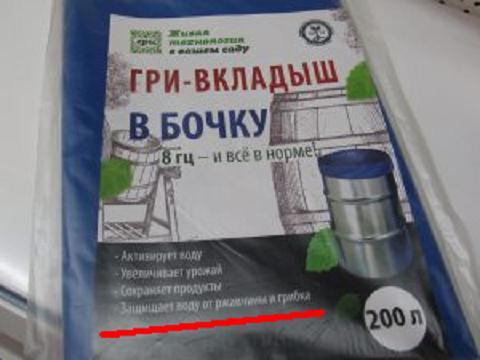 гри
Живая
технология
в вашем саду
ГРИ-ВКЛАДЫШ
В БОЧКУ
8 гц – и всё в норме!
- Активирует воду
- Увеличивает урожай
- Сохраняет продукты
- Защищает воду от ржавчины и грибка
200 л